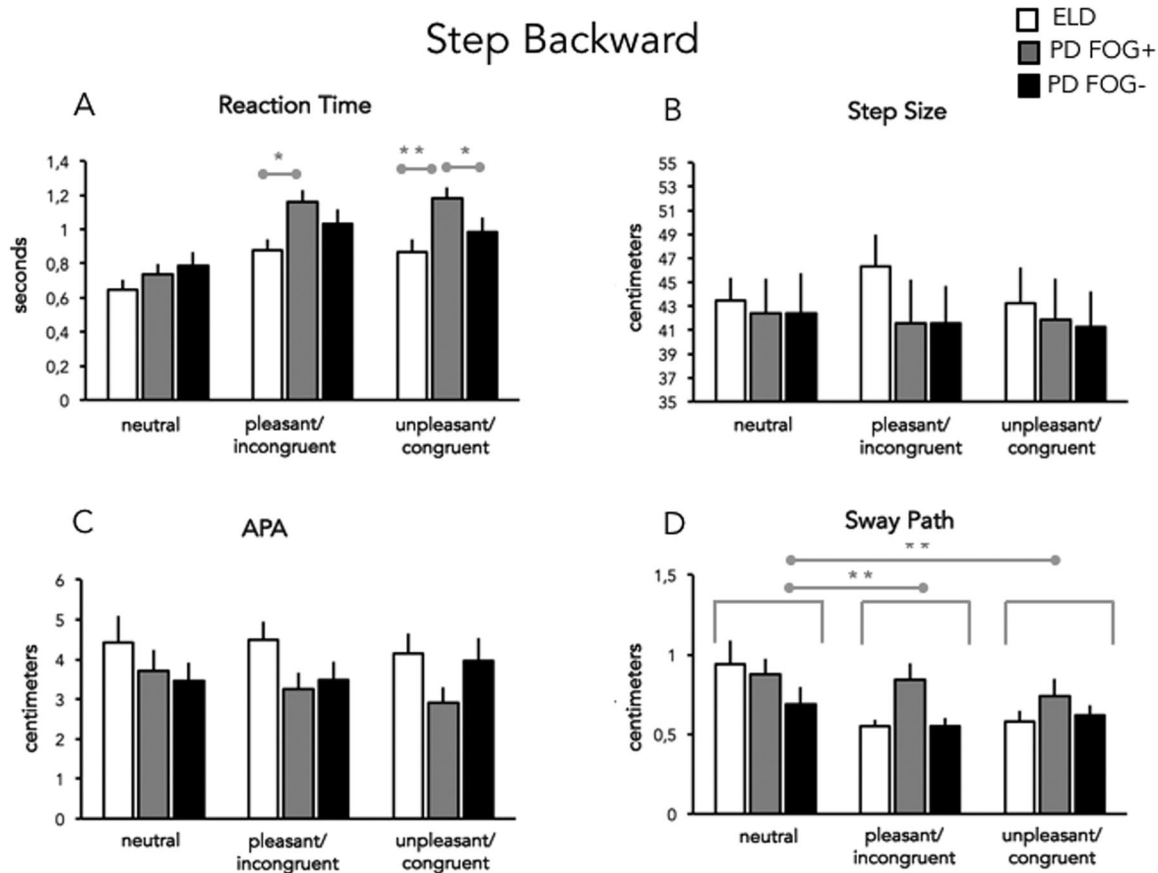 Step Backward
ELD
PD FOG+
PD FOG-
A
Reaction Time
seconds
1,4
1,2
1
0,8
0,6
0,4
0,2
0
*
* *
*
neutral
pleasant/
incongruent
unpleasant/
congruent
B
Step Size
centimeters
55
53
51
49
47
45
43
41
39
37
35
neutral
pleasant/
incongruent
unpleasant/
congruent
C
APA
centimeters
6
5
4
3
2
1
0
neutral
pleasant/
incongruent
unpleasant/
congruent
D
Sway Path
* *
* *
centimeters
1,5
1
0,5
0
neutral
pleasant/
incongruent
unpleasant/
congruent